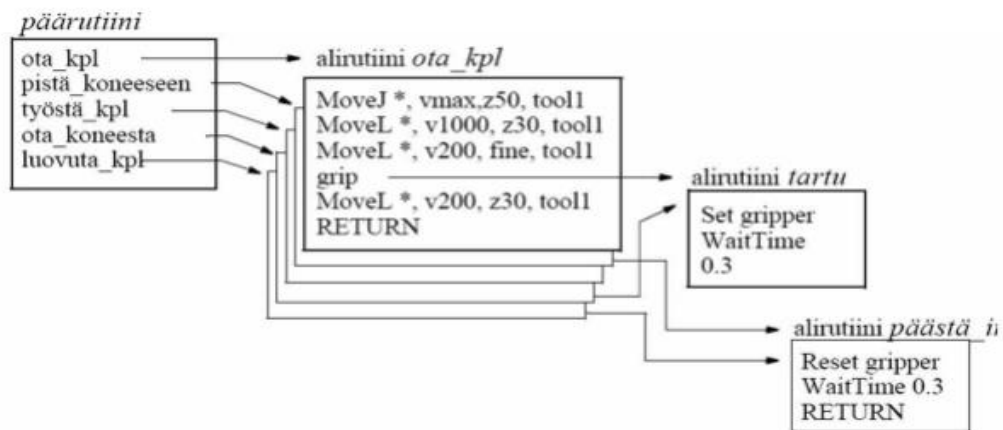 päärutiini
ota_kpl
pistä_koneeseen
työstä_kpl
ota_koneesta
luovuta_kpl
alirutiini ota_kpl
MoveJ *, vmax,z50, tool1
MoveL *, v1000, z30, tool1
MoveL *, v200, fine, tool1
grip
MoveL *, v200, z30, tool1
RETURN
alirutiini tartu
Set gripper
WaitTime
0.3
alirutiini
Reset gripper
WaitTime 0.3
RETURN